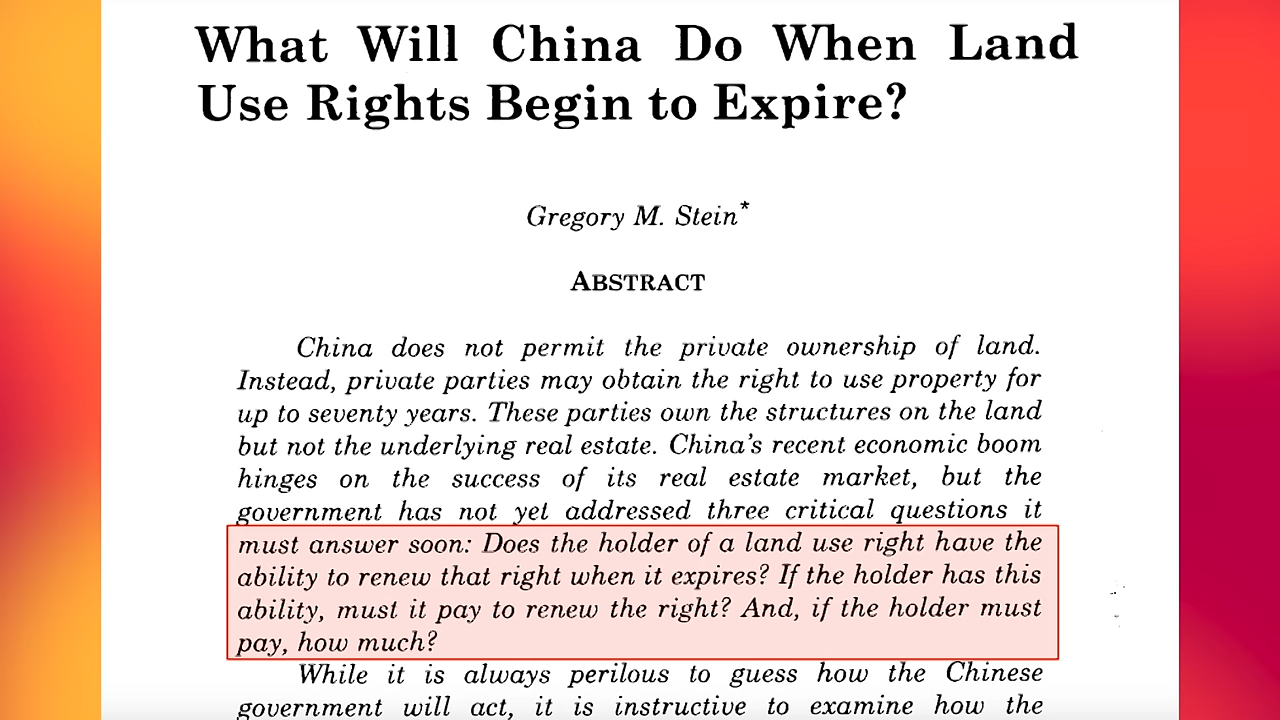 What Will China Do When Land
Use Rights Begin to Expire?
Gregory M. Stein*
ABSTRACT
China does not permit the private ownership of land.
Instead, private parties may obtain the right to use property for
up to seventy years. These parties own the structures on the land
but not the underlying real estate. China's recent economic boom
hinges on the success of its real estate market, but the
government has not yet addressed three critical questions it
must answer soon: Does the holder of a land use right have the
ability to renew that right when it expires? If the holder has this
ability, must it pay to renew the right? And, if the holder must
pay, how much?
While it is always perilous to guess how the Chinese
government will act, it is instructive to examine how the